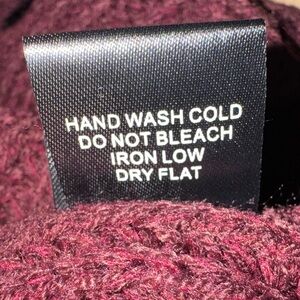 HAND WASH COLD
DO NOT BLEACH
IRON LOW
DRY FLAT